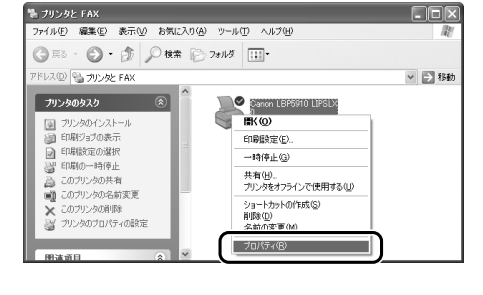 プリンタと FAX
ファイル(F) 編集(E) 表示(V) お気に入り(A) ツール(T) ヘルプ(H)
戻る 検索 フォルダ
アドレス(D) プリンタと FAX 移動
プリンタのタスク
プリンタのインストール
印刷ジョブの表示
印刷設定の選択
印刷の一時停止
このプリンタの共有
このプリンタの名前変更
このプリンタの削除
プリンタのプロパティの設定
関連項目
Canon LBP5910 LIPSLX
0
開く(O)
印刷設定(E)...
一時停止(G)
共有(H)...
プリンタをオフラインで使用する(U)
ショートカットの作成(S)
削除(D)
名前の変更(M)
プロパティ(R)